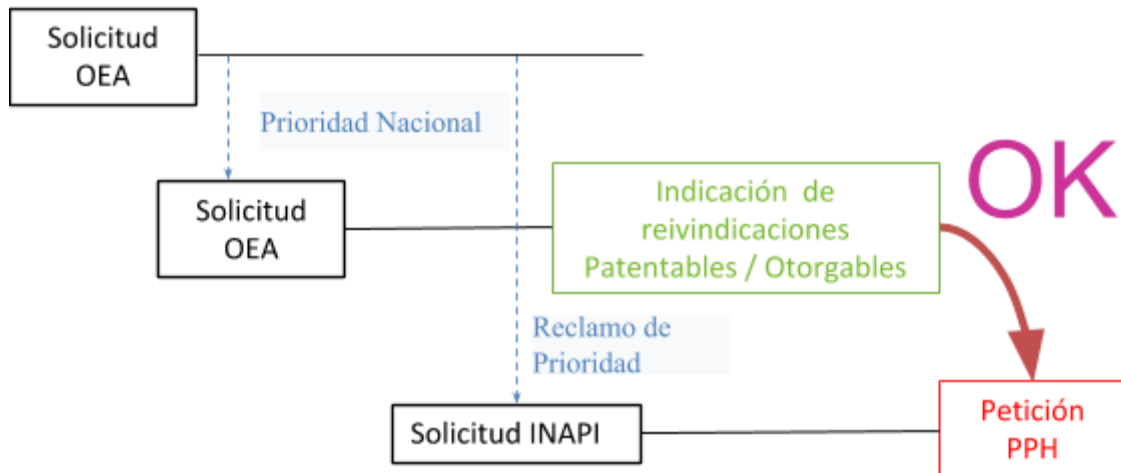 Solicitud
OEA
Prioridad Nacional
OK
Solicitud
OEA
Indicación de
reivindicaciones
Patentables / Otorgables
Reclamo de
Prioridad
Solicitud INAPI
Petición
PPH